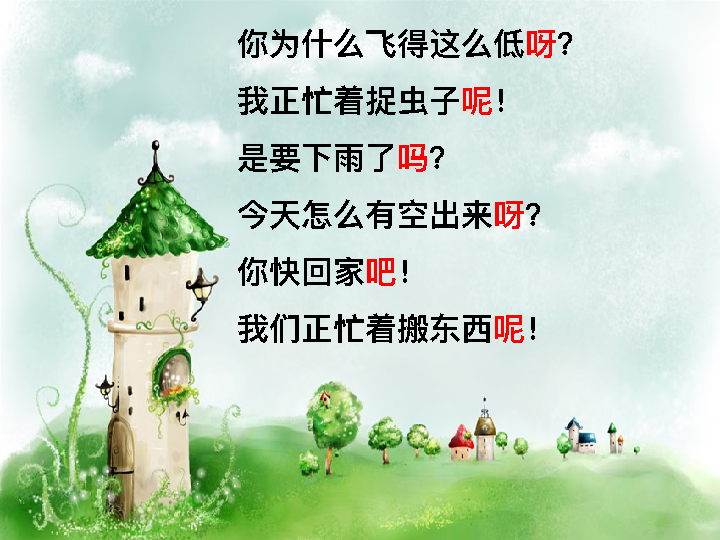 你为什么飞得这么低呀？
我正忙着捉虫子呢！
是要下雨了吗？
今天怎么有空出来呀？
你快回家吧！
我们正忙着搬东西呢！